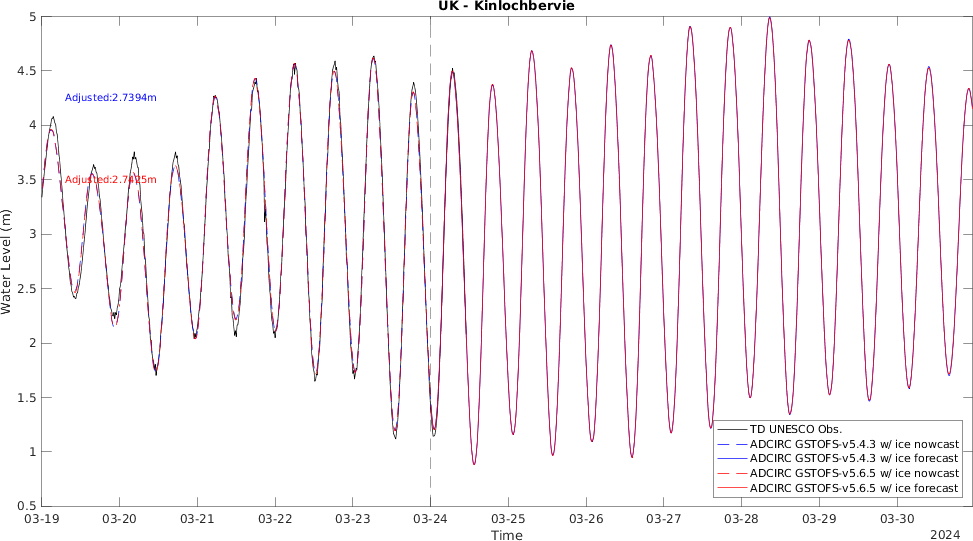 UK - Kinlochbervie
5
4.5
4
3.5
3
2.5
2
1.5
1
0.5
Water Level (m)
Adjusted:2.7394m
Adjusted:2.7425m
TD UNESCO Obs.
ADCIRC GSTOFS-v5.4.3 w/ ice nowcast
ADCIRC GSTOFS-v5.4.3 w/ ice forecast
ADCIRC GSTOFS-v5.6.5 w/ ice nowcast
ADCIRC GSTOFS-v5.6.5 w/ ice forecast
03-19 03-20 03-21 03-22 03-23 03-24 03-25 03-26 03-27 03-28 03-29 03-30
Time
2024